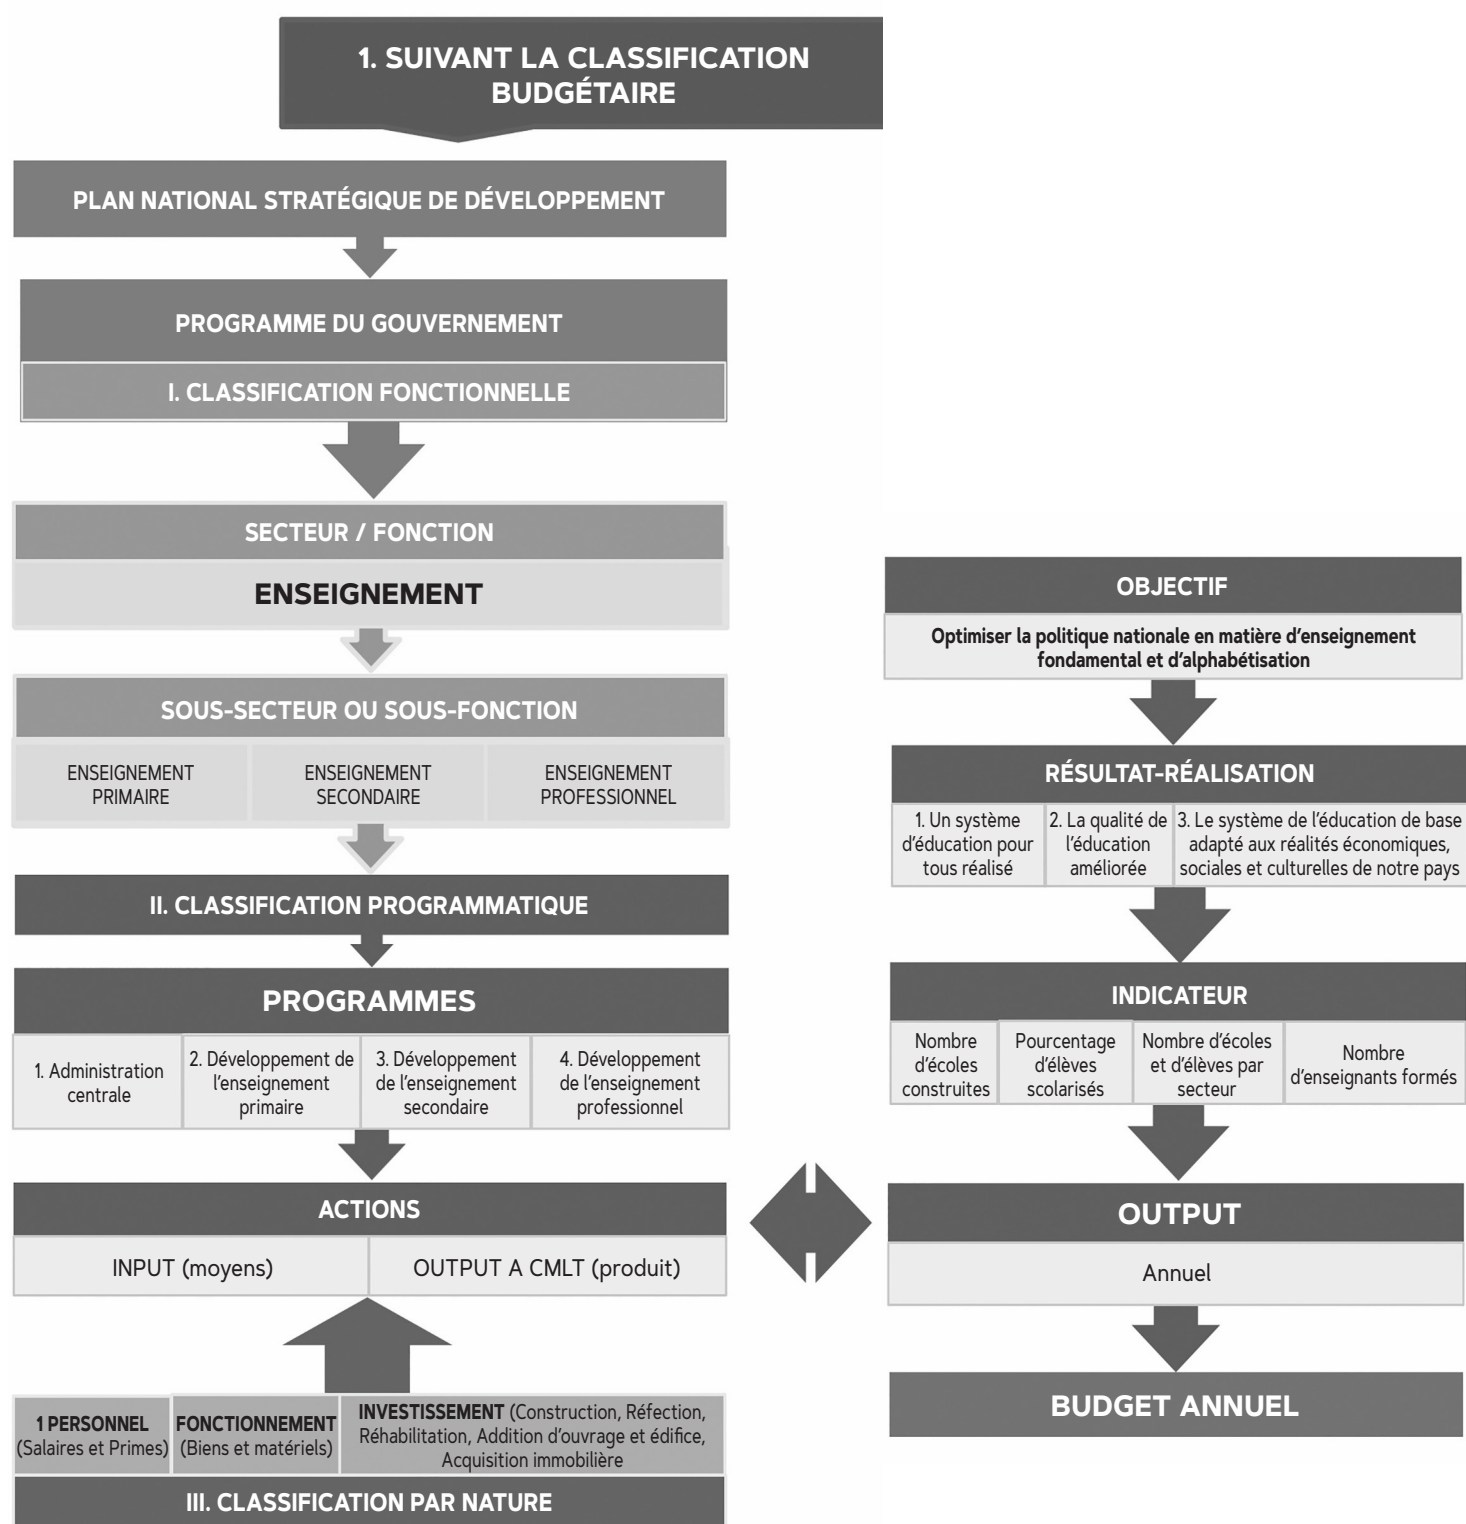 1. SUIVANT LA CLASSIFICATION
BUDGÉTAIRE
PLAN NATIONAL STRATÉGIQUE DE DÉVELOPPEMENT
PROGRAMME DU GOUVERNEMENT
I. CLASSIFICATION FONCTIONNELLE
SECTEUR / FONCTION
ENSEIGNEMENT
SOUS-SECTEUR OU SOUS-FONCTION
ENSEIGNEMENT
PRIMAIRE
ENSEIGNEMENT
SECONDAIRE
ENSEIGNEMENT
PROFESSIONNEL
II. CLASSIFICATION PROGRAMMATIQUE
PROGRAMMES
1. Administration
centrale
2. Développement de
l'enseignement
primaire
3. Développement
de l'enseignement
secondaire
4. Développement
de l'enseignement
professionnel
ACTIONS
INPUT (moyens)
OUTPUT A CMLT (produit)
1 PERSONNEL
(Salaires et Primes)
FONCTIONNEMENT
(Biens et matériels)
INVESTISSEMENT (Construction, Réfection,
Réhabilitation, Addition d'ouvrage et édifice,
Acquisition immobilière
III. CLASSIFICATION PAR NATURE
OBJECTIF
Optimiser la politique nationale en matière d'enseignement
fondamental et d'alphabétisation
RÉSULTAT-RÉALISATION
1. Un système
d'éducation pour
tous réalisé
2. La qualité de
l'éducation
améliorée
3. Le système de l'éducation de base
adapté aux réalités économiques,
sociales et culturelles de notre pays
INDICATEUR
Nombre
d'écoles
construites
Pourcentage
d'élèves
scolarisés
Nombre d'écoles
et d'élèves par
secteur
Nombre
d'enseignants formés
OUTPUT
Annuel
BUDGET ANNUEL